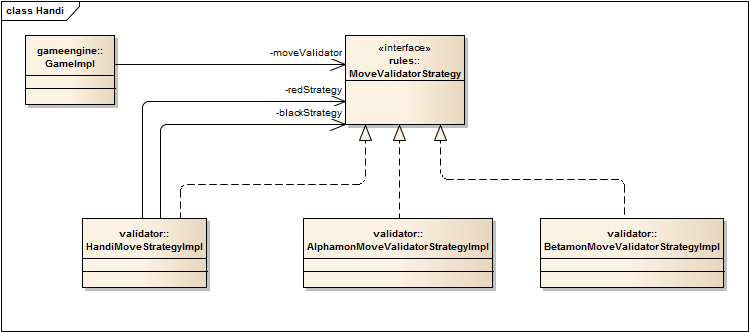 class Handi
gameengine::
GameImpl
-moveValidator
«interface»
rules::
MoveValidatorStrategy
-redStrategy
-blackStrategy
validator::
HandiMoveStrategyImpl
validator::
AlphamonMoveValidatorStrategyImpl
validator::
BetamonMoveValidatorStrategyImpl